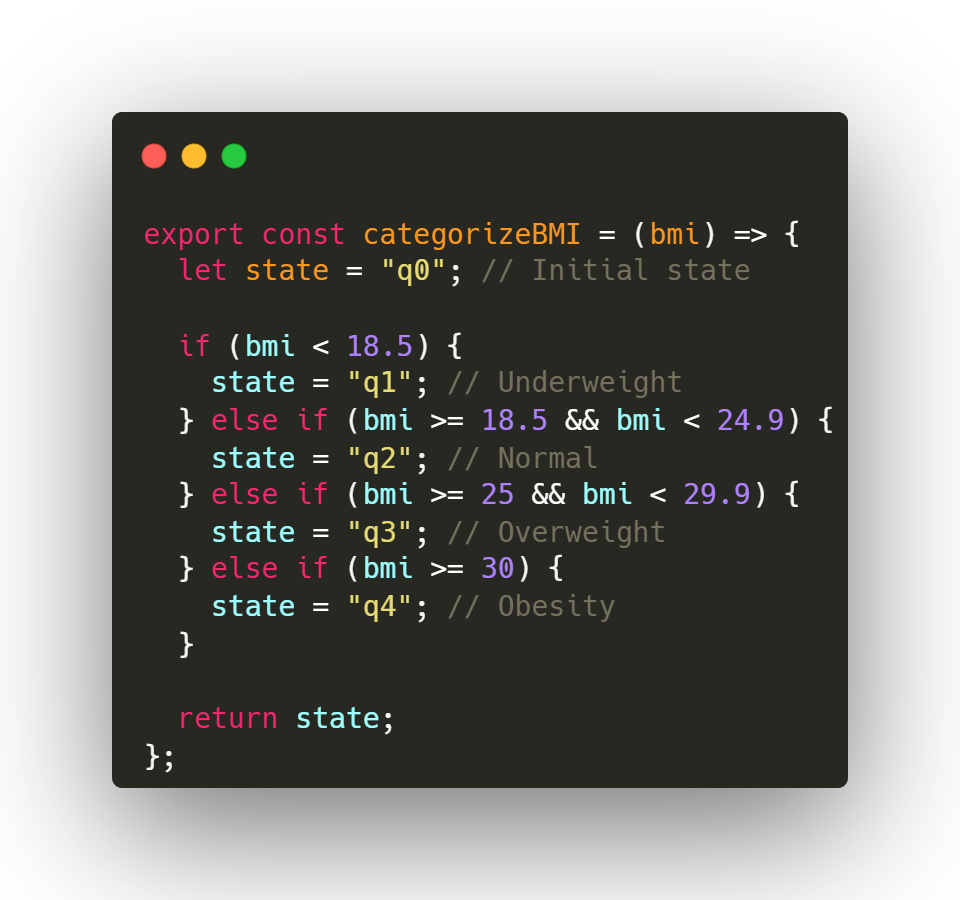 export const categorizeBMI = (bmi) => {
  let state = "q0"; // Initial state

  if (bmi < 18.5) {
    state = "q1"; // Underweight
  } else if (bmi >= 18.5 && bmi < 24.9) {
    state = "q2"; // Normal
  } else if (bmi >= 25 && bmi < 29.9) {
    state = "q3"; // Overweight
  } else if (bmi >= 30) {
    state = "q4"; // Obesity
  }

  return state;
};